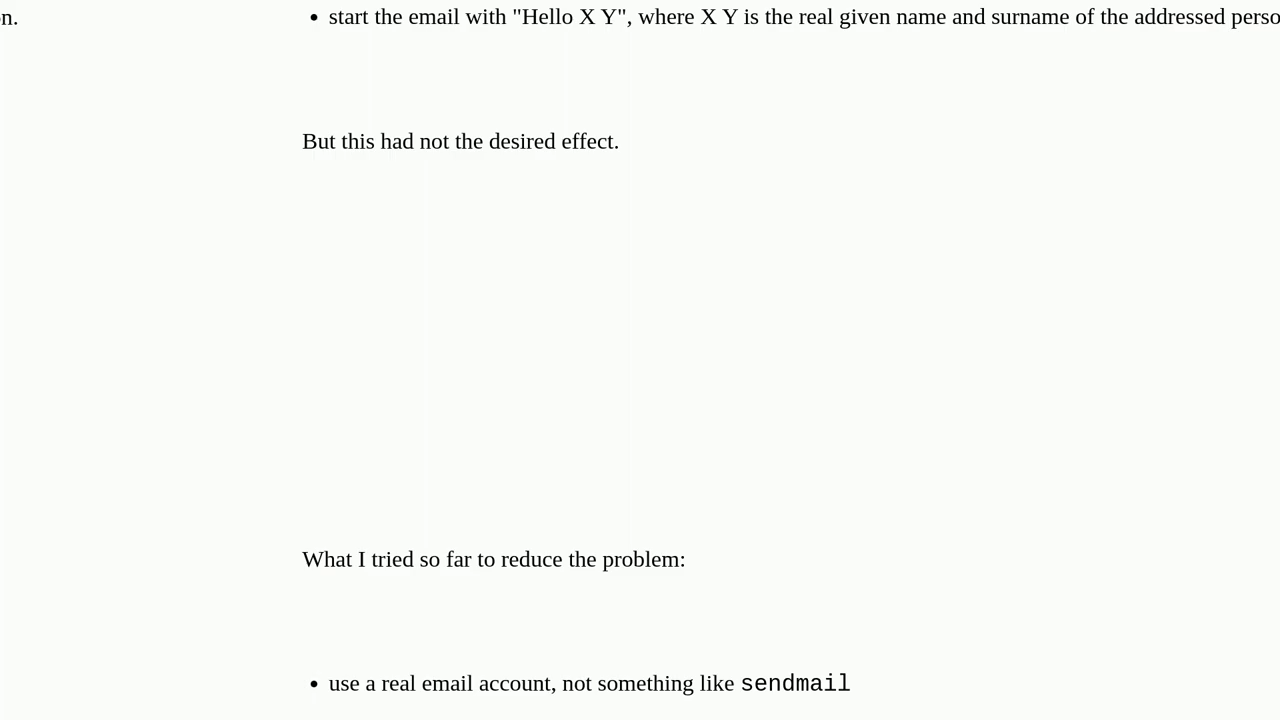 on.
• start the email with "Hello X Y", where X Y is the real given name and surname of the addressed perso
But this had not the desired effect.
What I tried so far to reduce the problem:
• use a real email account, not something like sendmail